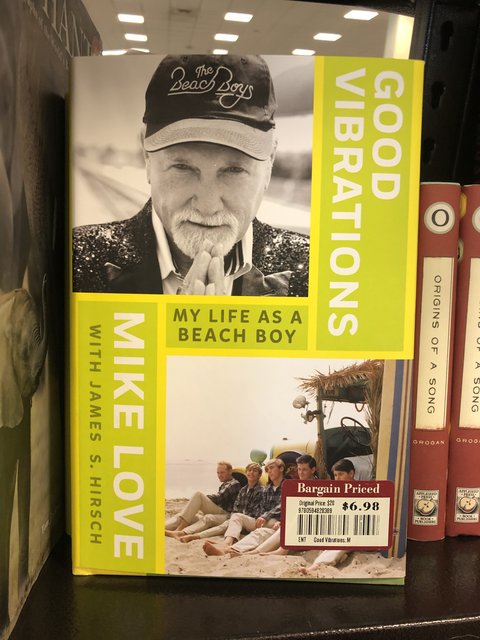 The
Beach Boys
GOOD
VIBRATIONS
MY LIFE AS A
BEACH BOY
MIKE LOVE
WITH JAMES S. HIRSCH
Bargain Priced
Original Price: $28
$6.98
ENT Good Vibrations: M
O
ORIGINS OF A SONG
GROGAN